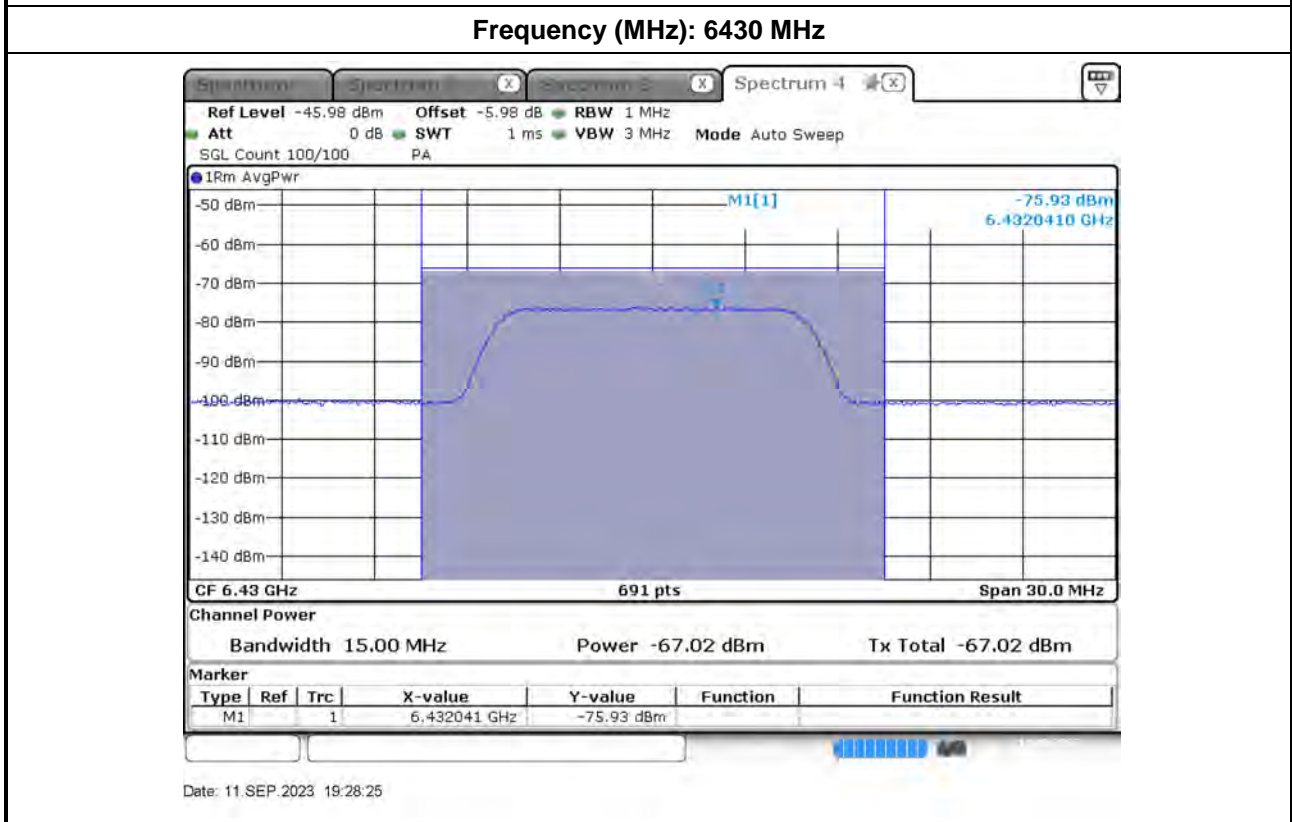 Frequency (MHz): 6430 MHz
Spectrum 4
Ref Level -45.98 dBm Offset -5.98 dB RBW 1 MHz
Att 0 dB SWT 1 ms VBW 3 MHz Mode Auto Sweep
SGL Count 100/100 PA
1Rm AvgPwr
M1[1] -75.93 dBm
6.4320410 GHz
-50 dBm
-60 dBm
-70 dBm
-80 dBm
-90 dBm
-100 dBm
-110 dBm
-120 dBm
-130 dBm
-140 dBm
CF 6.43 GHz 691 pts Span 30.0 MHz
Channel Power
Bandwidth 15.00 MHz Power -67.02 dBm Tx Total -67.02 dBm
Marker
Type Ref Trc X-value Y-value Function Function Result
M1 1 6.432041 GHz -75.93 dBm
Date: 11.SEP.2023 19:28:25